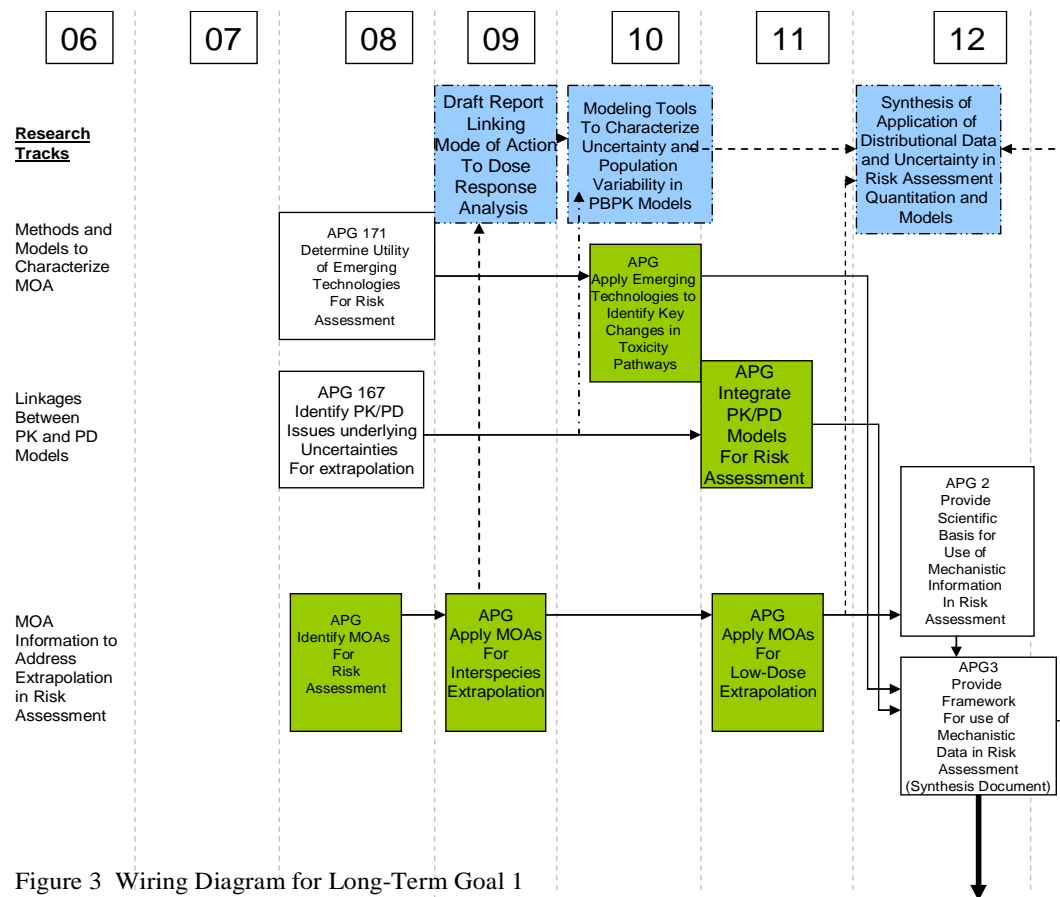 06
07
08
09
10
11
12
Research
Tracks
Draft Report
Linking
Mode of Action
To Dose
Response
Analysis
Modeling Tools
To Characterize
Uncertainty and
Population
Variability in
PBPK Models
Synthesis of
Application of
Distributional Data
and Uncertainty in
Risk Assessment
Quantitation and
Models
Methods and
Models to
Characterize
MOA
APG 171
Determine Utility
of Emerging
Technologies
For Risk
Assessment
APG
Apply Emerging
Technologies to
Identify Key
Changes in
Toxicity
Pathways
Linkages
Between
PK and PD
Models
APG 167
Identify PK/PD
Issues underlying
Uncertainties
For extrapolation
APG
Integrate
PK/PD
Models
For Risk
Assessment
APG 2
Provide
Scientific
Basis for
Use of
Mechanistic
Information
In Risk
Assessment
MOA
Information to
Address
Extrapolation
in Risk
Assessment
APG
Identify MOAs
For
Risk
Assessment
APG
Apply MOAs
For
Interspecies
Extrapolation
APG
Apply MOAs
For
Low-Dose
Extrapolation
APG3
Provide
Framework
For use of
Mechanistic
Data in Risk
Assessment
(Synthesis Document)
Figure 3 Wiring Diagram for Long-Term Goal 1